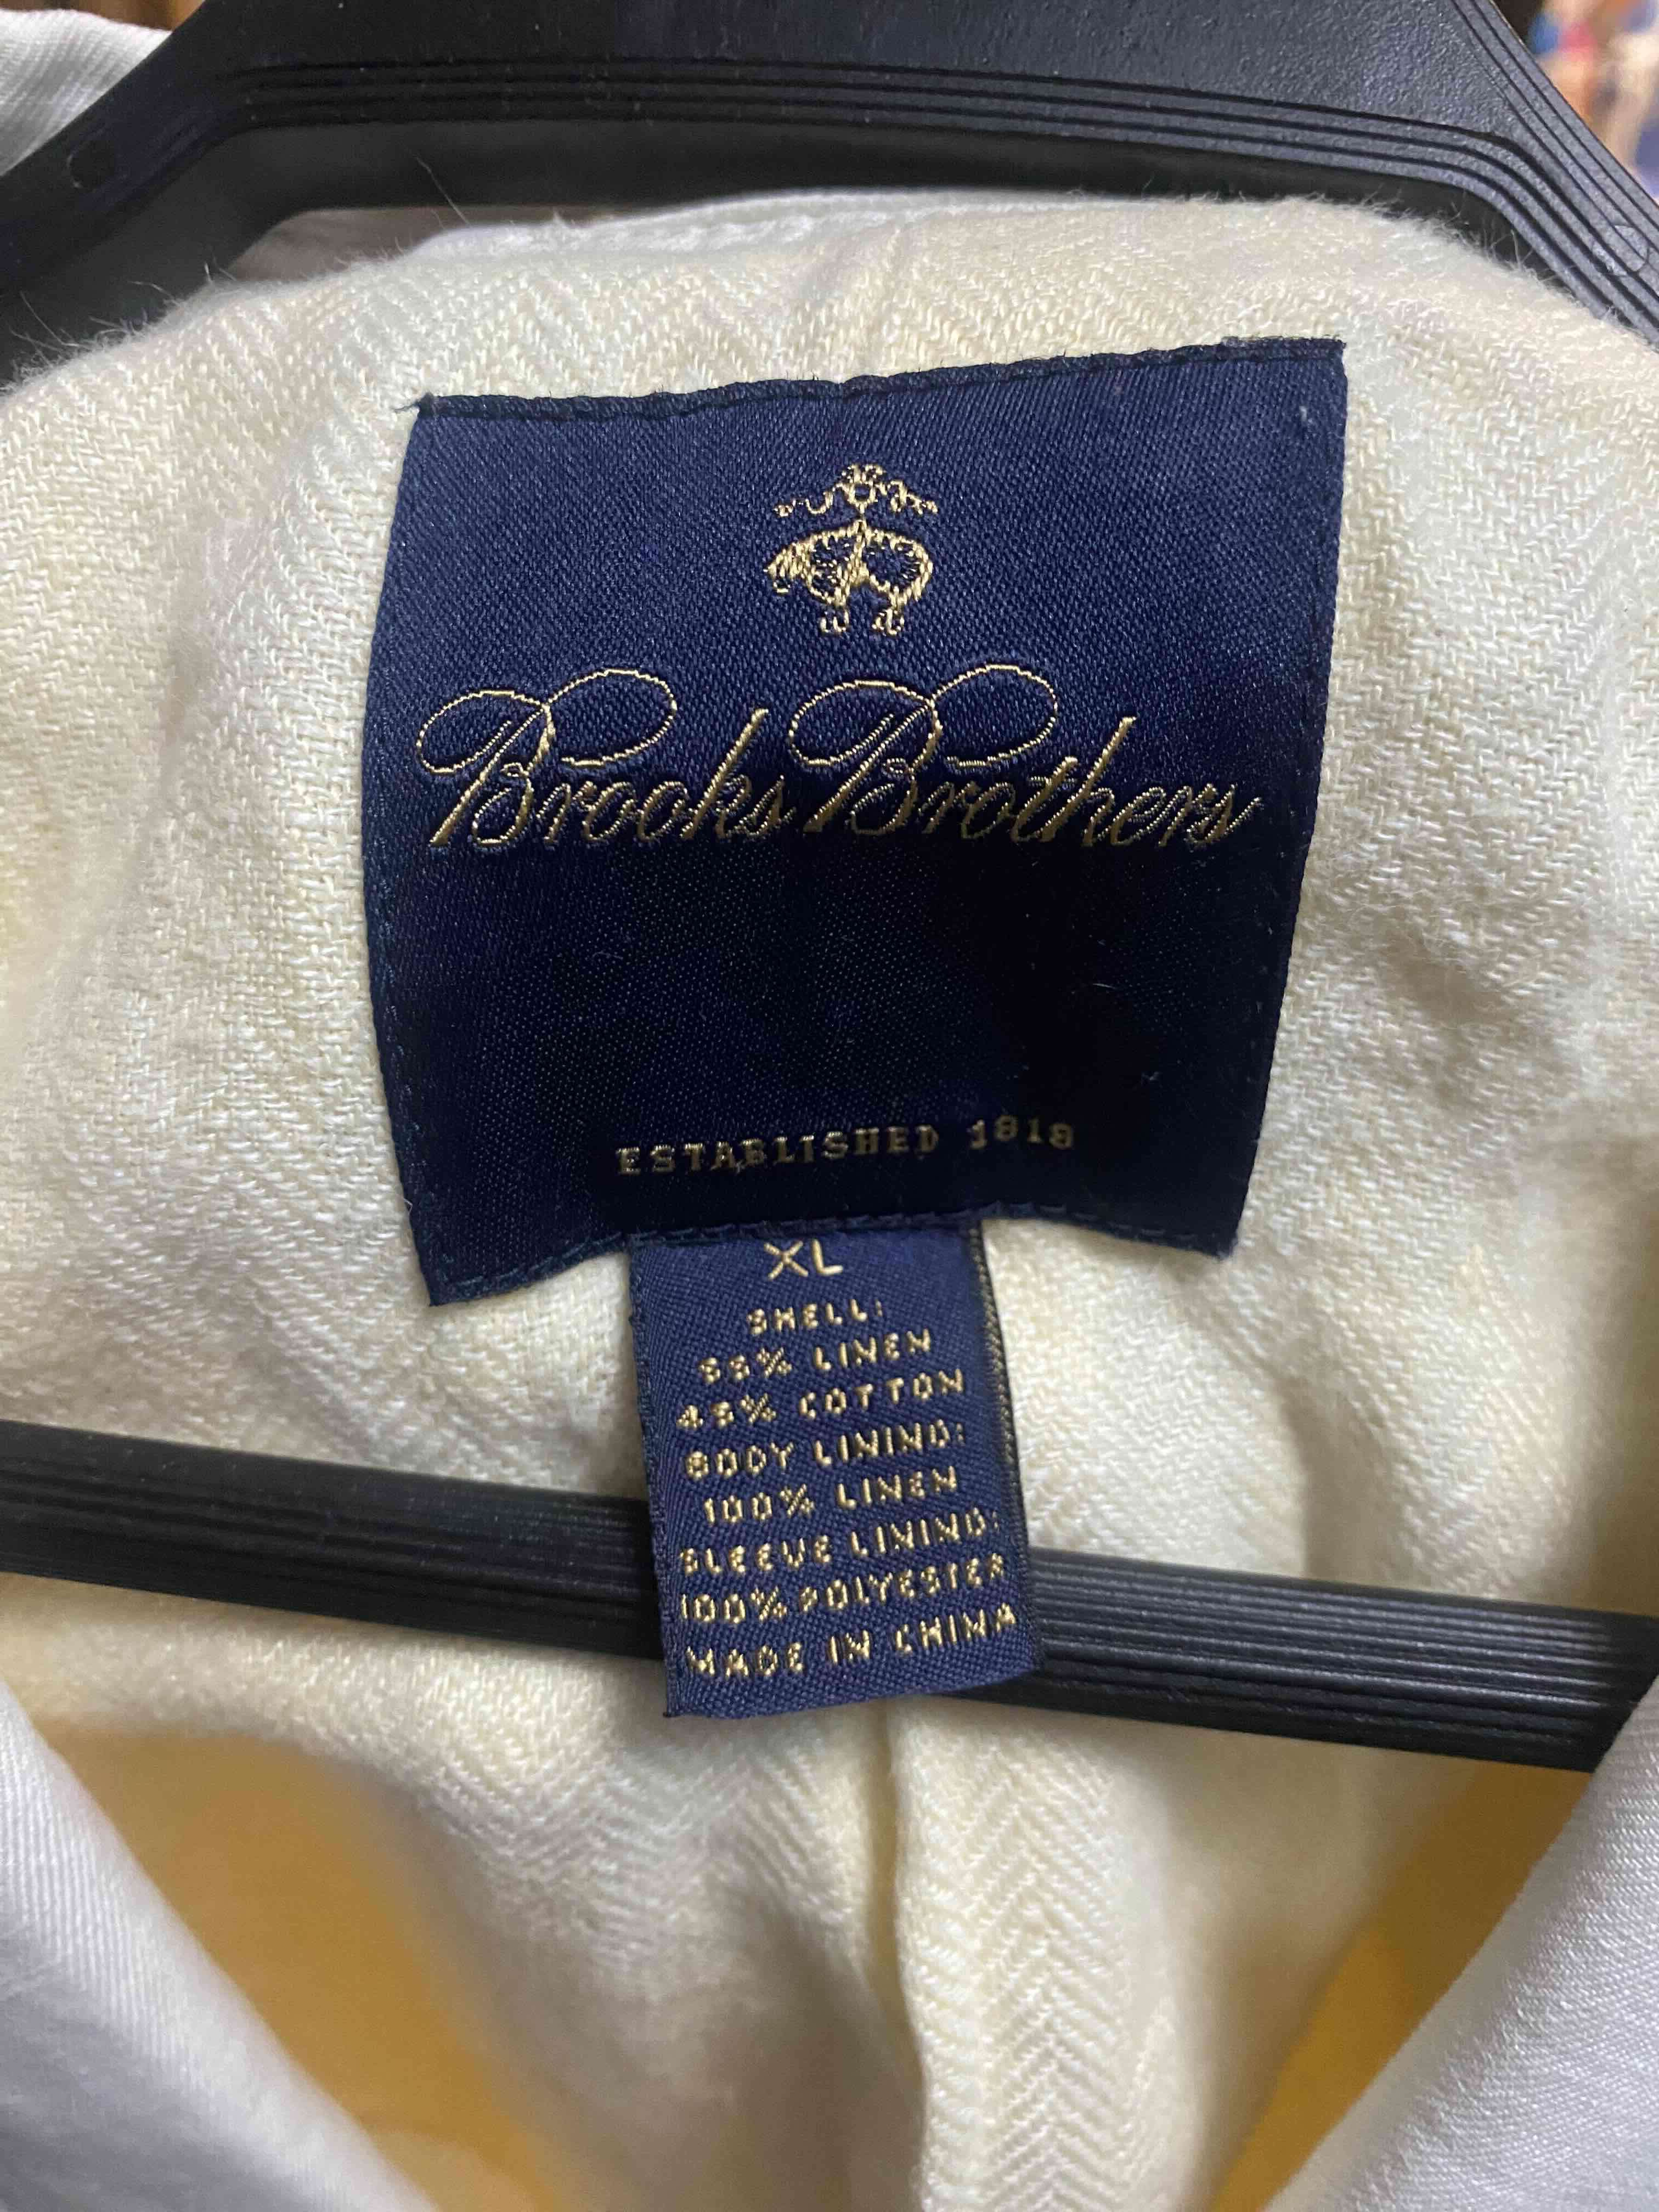 Brooks Brothers
ESTABLISHED 1818
XL
SHELL:
55% LINEN
45% COTTON
BODY LINING:
100% LINEN
SLEEVE LINING:
100% POLYESTER
MADE IN CHINA